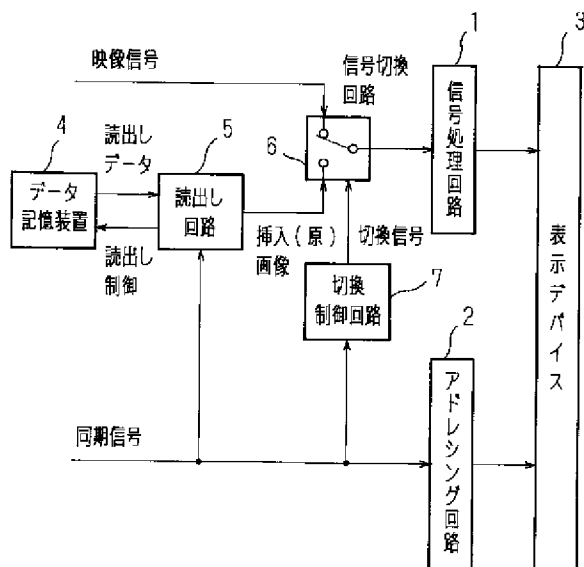 映像信号
信号切換
回路
1
信号処理回路
3
表示デバイス
4
読出し
データ
5
6
データ
記憶装置
読出し
回路
読出し
制御
挿入(原)
画像
切換信号
切換
制御回路
7
2
アドレシング回路
同期信号